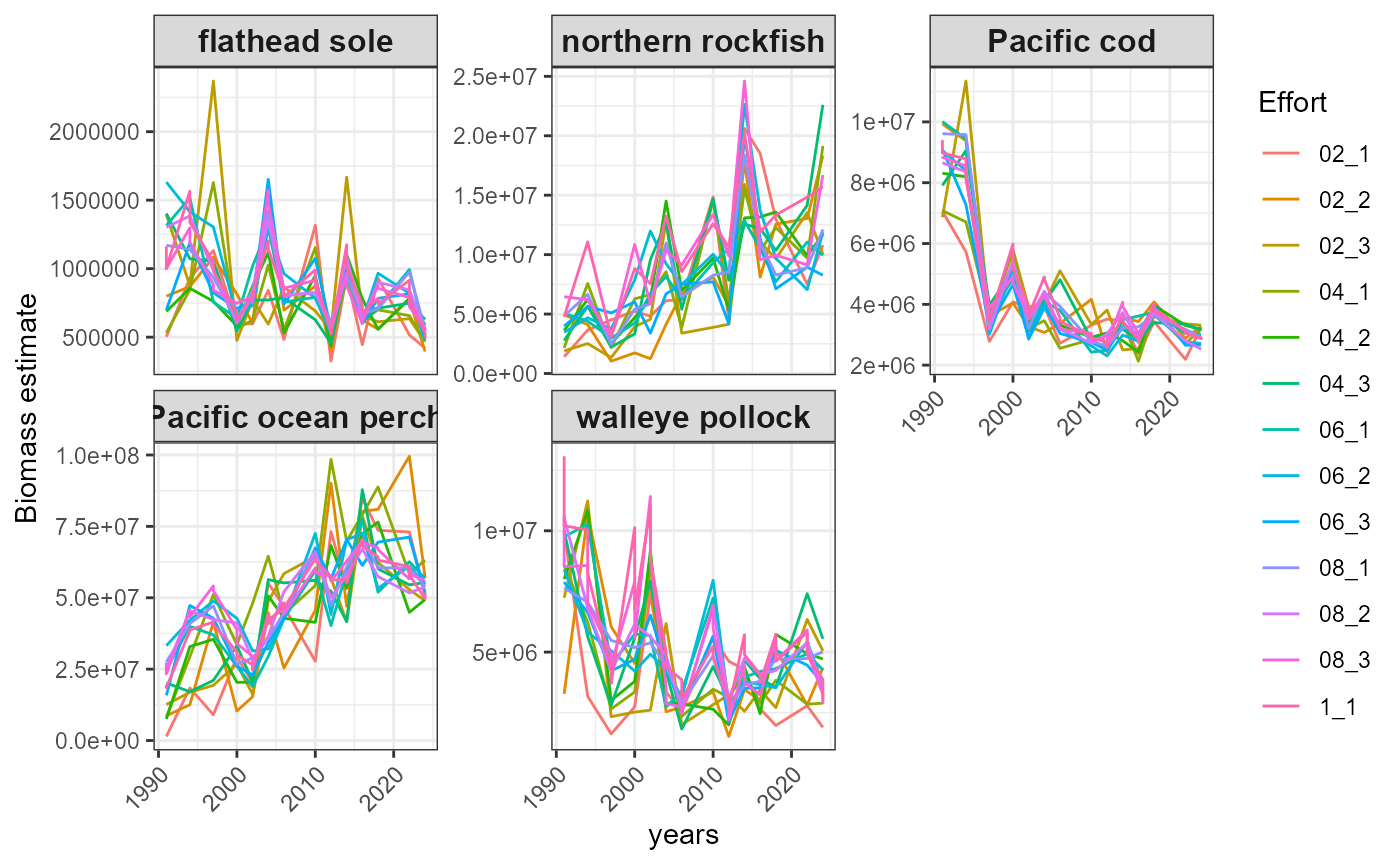 flathead sole
northern rockfish
Pacific cod
2000000
1500000
1000000
500000
2.5e+07
2.0e+07
1.5e+07
1.0e+07
5.0e+06
0.0e+00
1e+07
8e+06
6e+06
4e+06
2e+06
1990
2000
2010
2020
Pacific ocean perch
walleye pollock
1.0e+08
7.5e+07
5.0e+07
2.5e+07
0.0e+00
1e+07
5e+06
1990
2000
2010
2020
1990
2000
2010
2020
Biomass estimate
years
Effort
02_1
02_2
02_3
04_1
04_2
04_3
06_1
06_2
06_3
08_1
08_2
08_3
1_1